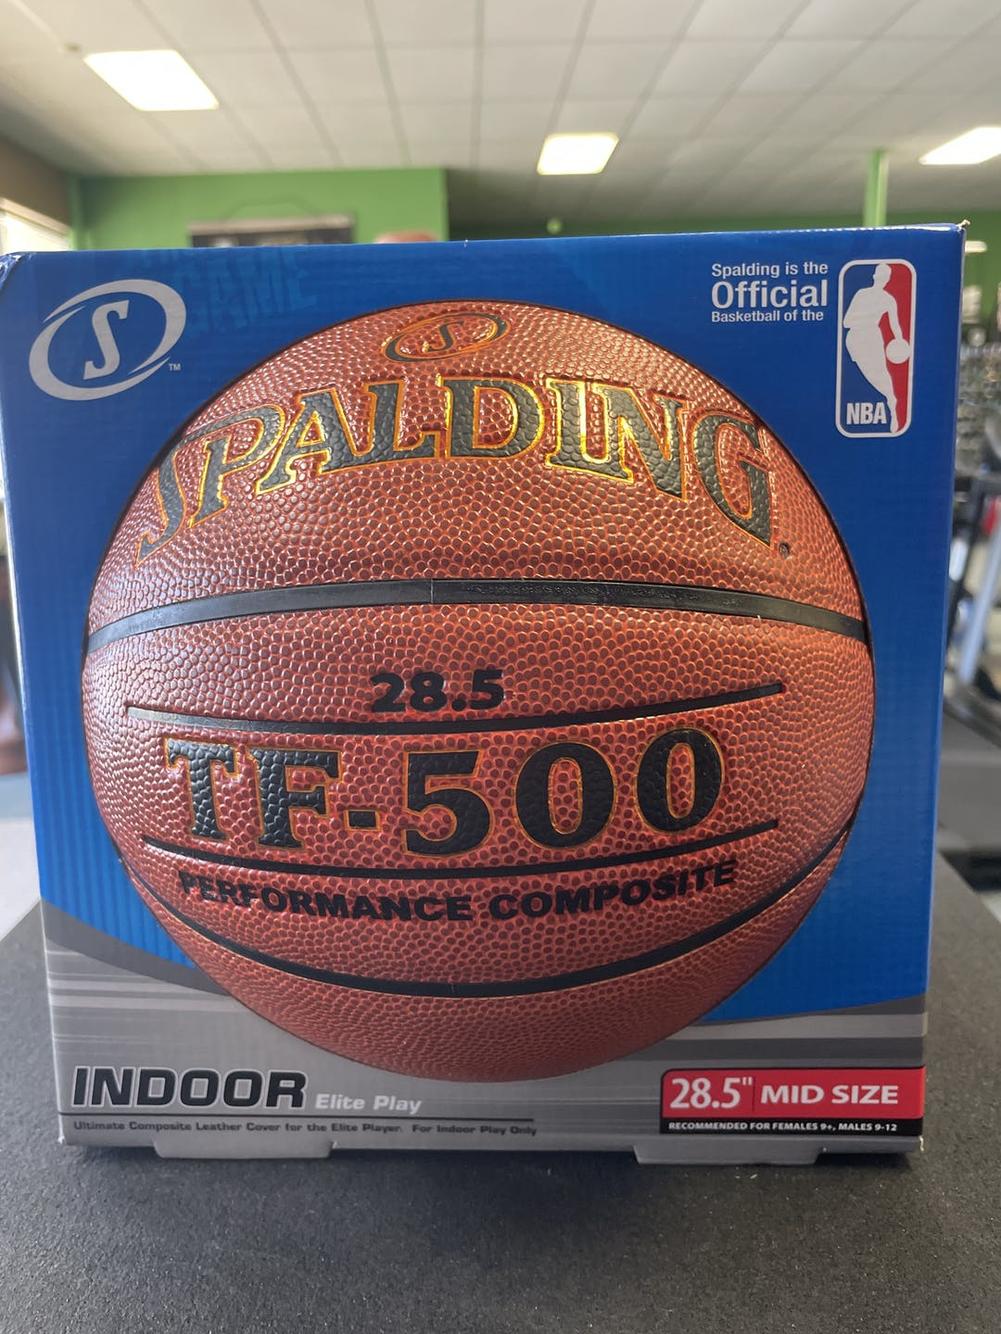 GAME
S
TM
Spalding is the
Official
Basketball of the
NBA
S
SPALDING®
28.5
TF-500
PERFORMANCE COMPOSITE
INDOOR Elite Play
Ultimate Composite Leather Cover for the Elite Player. For Indoor Play Only
28.5" MID SIZE
RECOMMENDED FOR FEMALES 9+, MALES 9-12